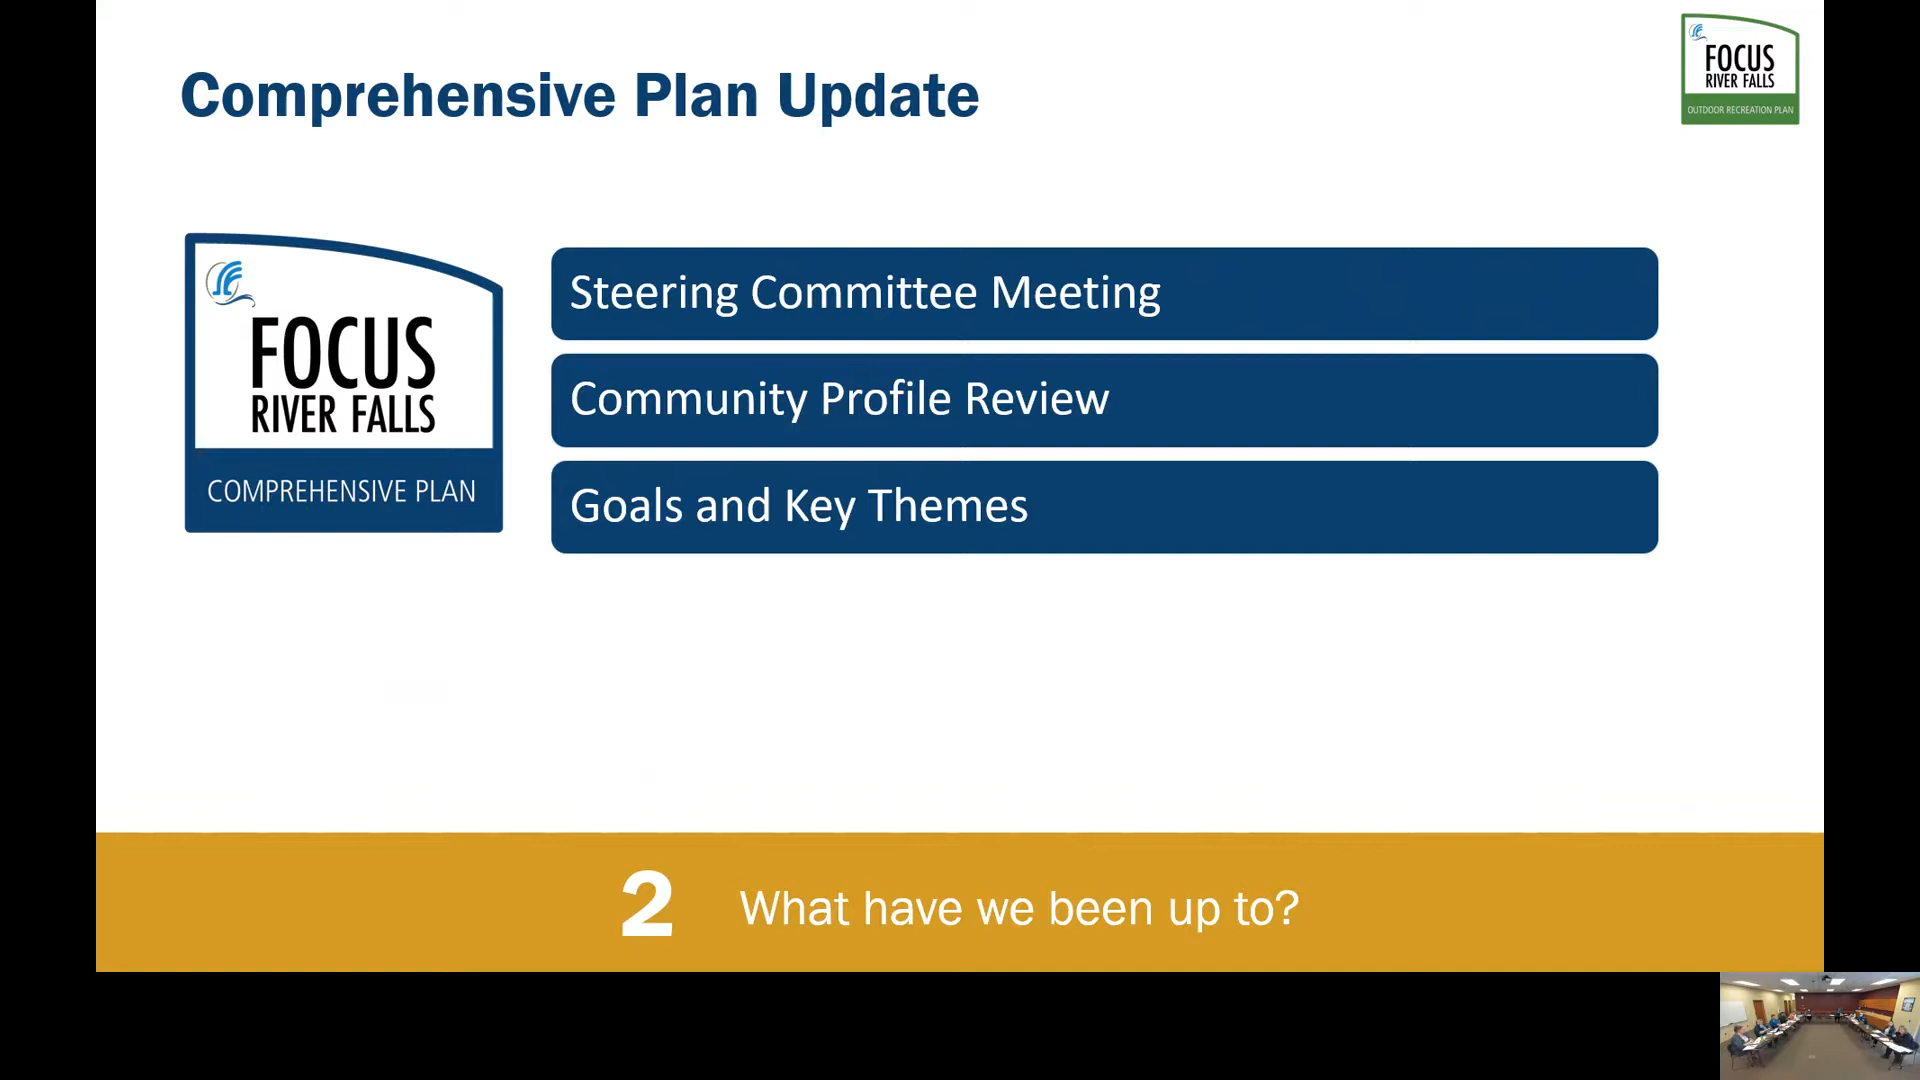 Comprehensive Plan Update
FOCUS
RIVER FALLS
OUTDOOR RECREATION PLAN
FOCUS
RIVER FALLS
COMPREHENSIVE PLAN
Steering Committee Meeting
Community Profile Review
Goals and Key Themes
2 What have we been up to?